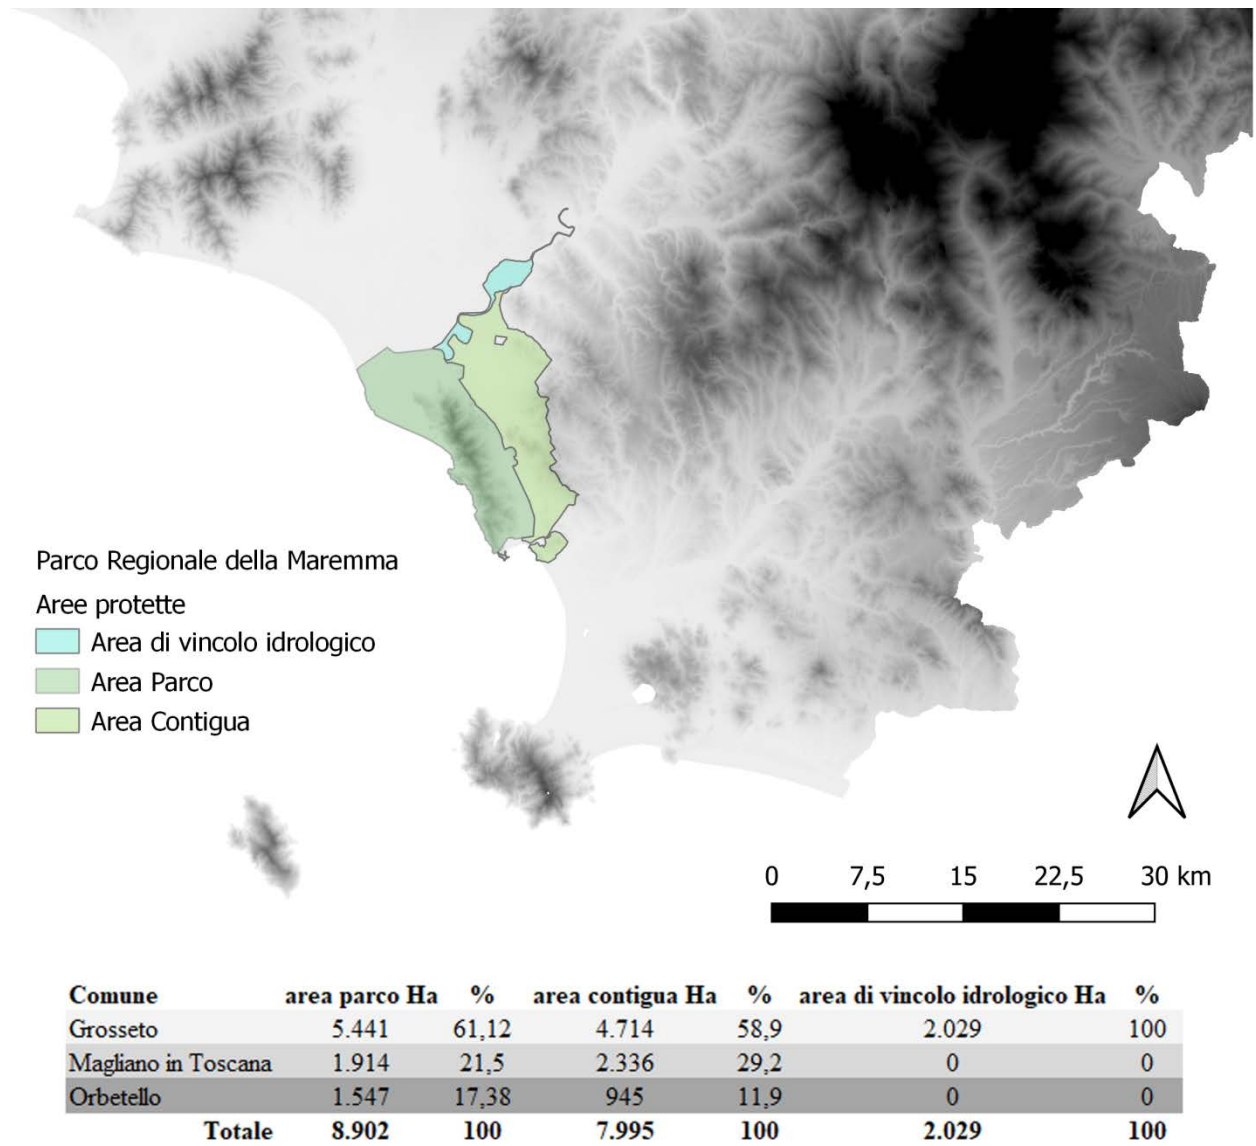 Parco Regionale della Maremma
Aree protette
Area di vincolo idrologico
Area Parco
Area Contigua
0 7,5 15 22,5 30 km
Comune area parco Ha % area contigua Ha % area di vincolo idrologico Ha %
Grosseto 5.441 61,12 4.714 58,9 2.029 100
Magliano in Toscana 1.914 21,5 2.336 29,2 0 0
Orbetello 1.547 17,38 945 11,9 0 0
Totale 8.902 100 7.995 100 2.029 100